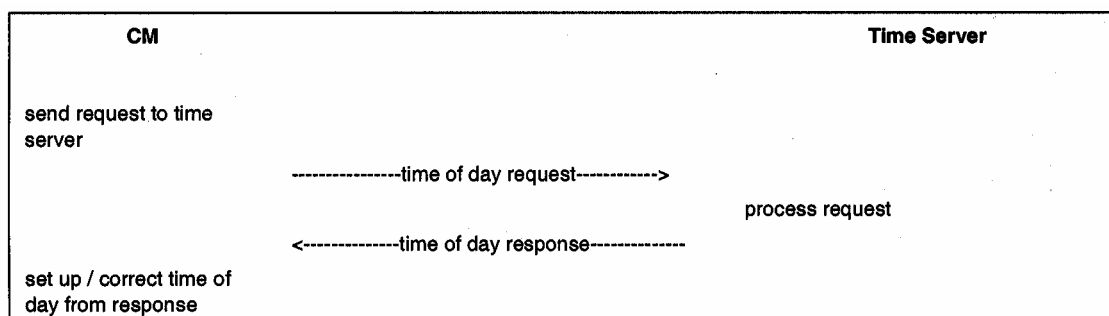 CM Time Server
send request to time
server
----------------time of day request------------>
process request
<--------------time of day response--------------
set up / correct time of
day from response